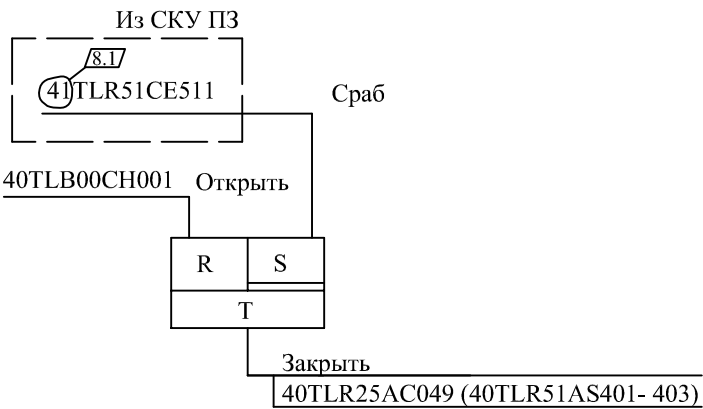 Из СКУ ПЗ
8.1
41TLR51CE511
Сраб
40TLB00CH001 Открыть
R S
T
Закрыть
40TLR25AC049 (40TLR51AS401- 403)